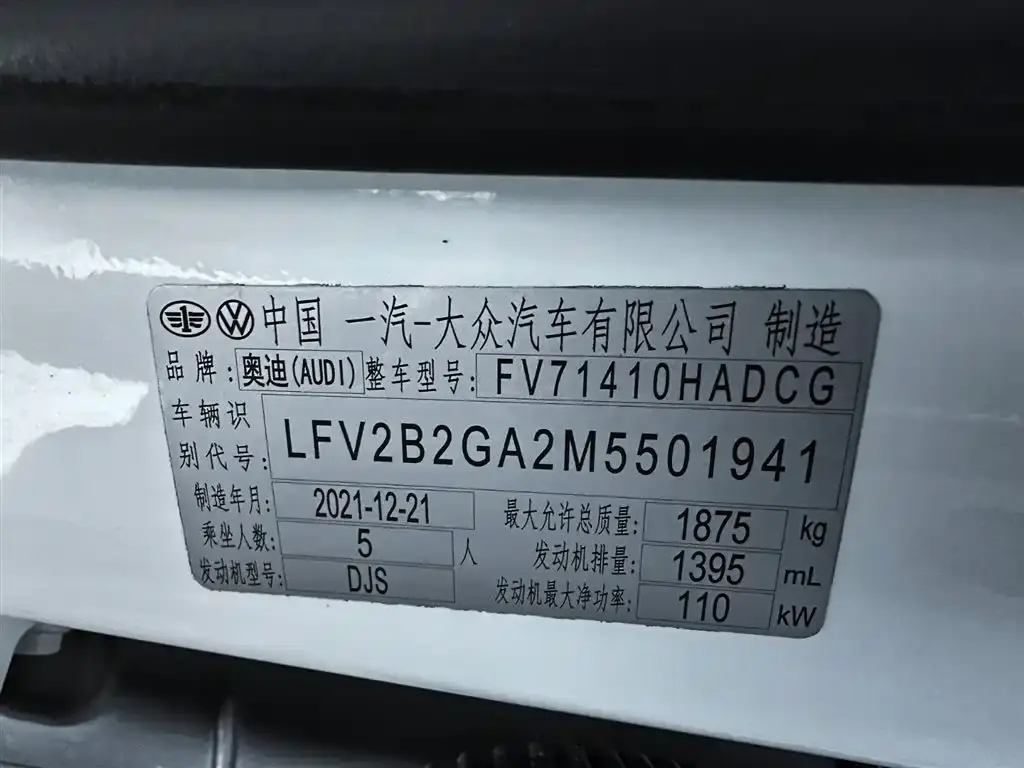 中国 一汽-大众汽车有限公司 制造
品牌: 奥迪(AUDI) 整车型号: FV71410HADCG
车辆识别代号: LFV2B2GA2M5501941
制造年月: 2021-12-21 最大允许总质量: 1875 kg
乘坐人数: 5 人 发动机排量: 1395 mL
发动机型号: DJS 发动机最大净功率: 110 kW